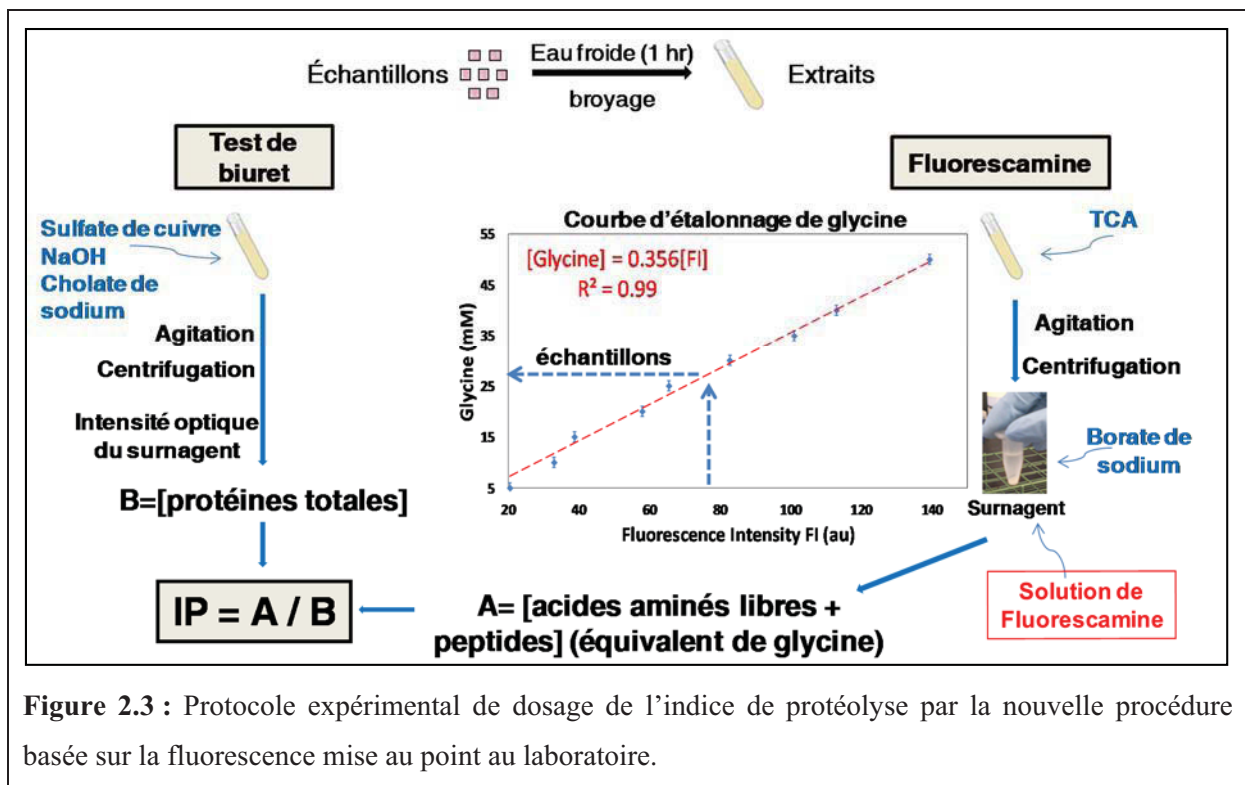 Échantillons
Eau froide (1 hr)
broyage
Extraits
Test de
biuret
Sulfate de cuivre
NaOH
Cholate de
sodium
Agitation
Centrifugation
Intensité optique
du surnagent
B=[protéines totales]
IP = A / B
Courbe d'étalonnage de glycine
[Glycine] = 0.356[FI]
R² = 0.99
échantillons
Glycine (mM)
55
45
35
25
15
5
20 40 60 80 100 120 140
Fluorescence Intensity FI (au)
Fluorescamine
TCA
Agitation
Centrifugation
Borate de
sodium
Surnagent
Solution de
Fluorescamine
A= [acides aminés libres +
peptides] (équivalent de glycine)
Figure 2.3 : Protocole expérimental de dosage de l'indice de protéolyse par la nouvelle procédure
basée sur la fluorescence mise au point au laboratoire.